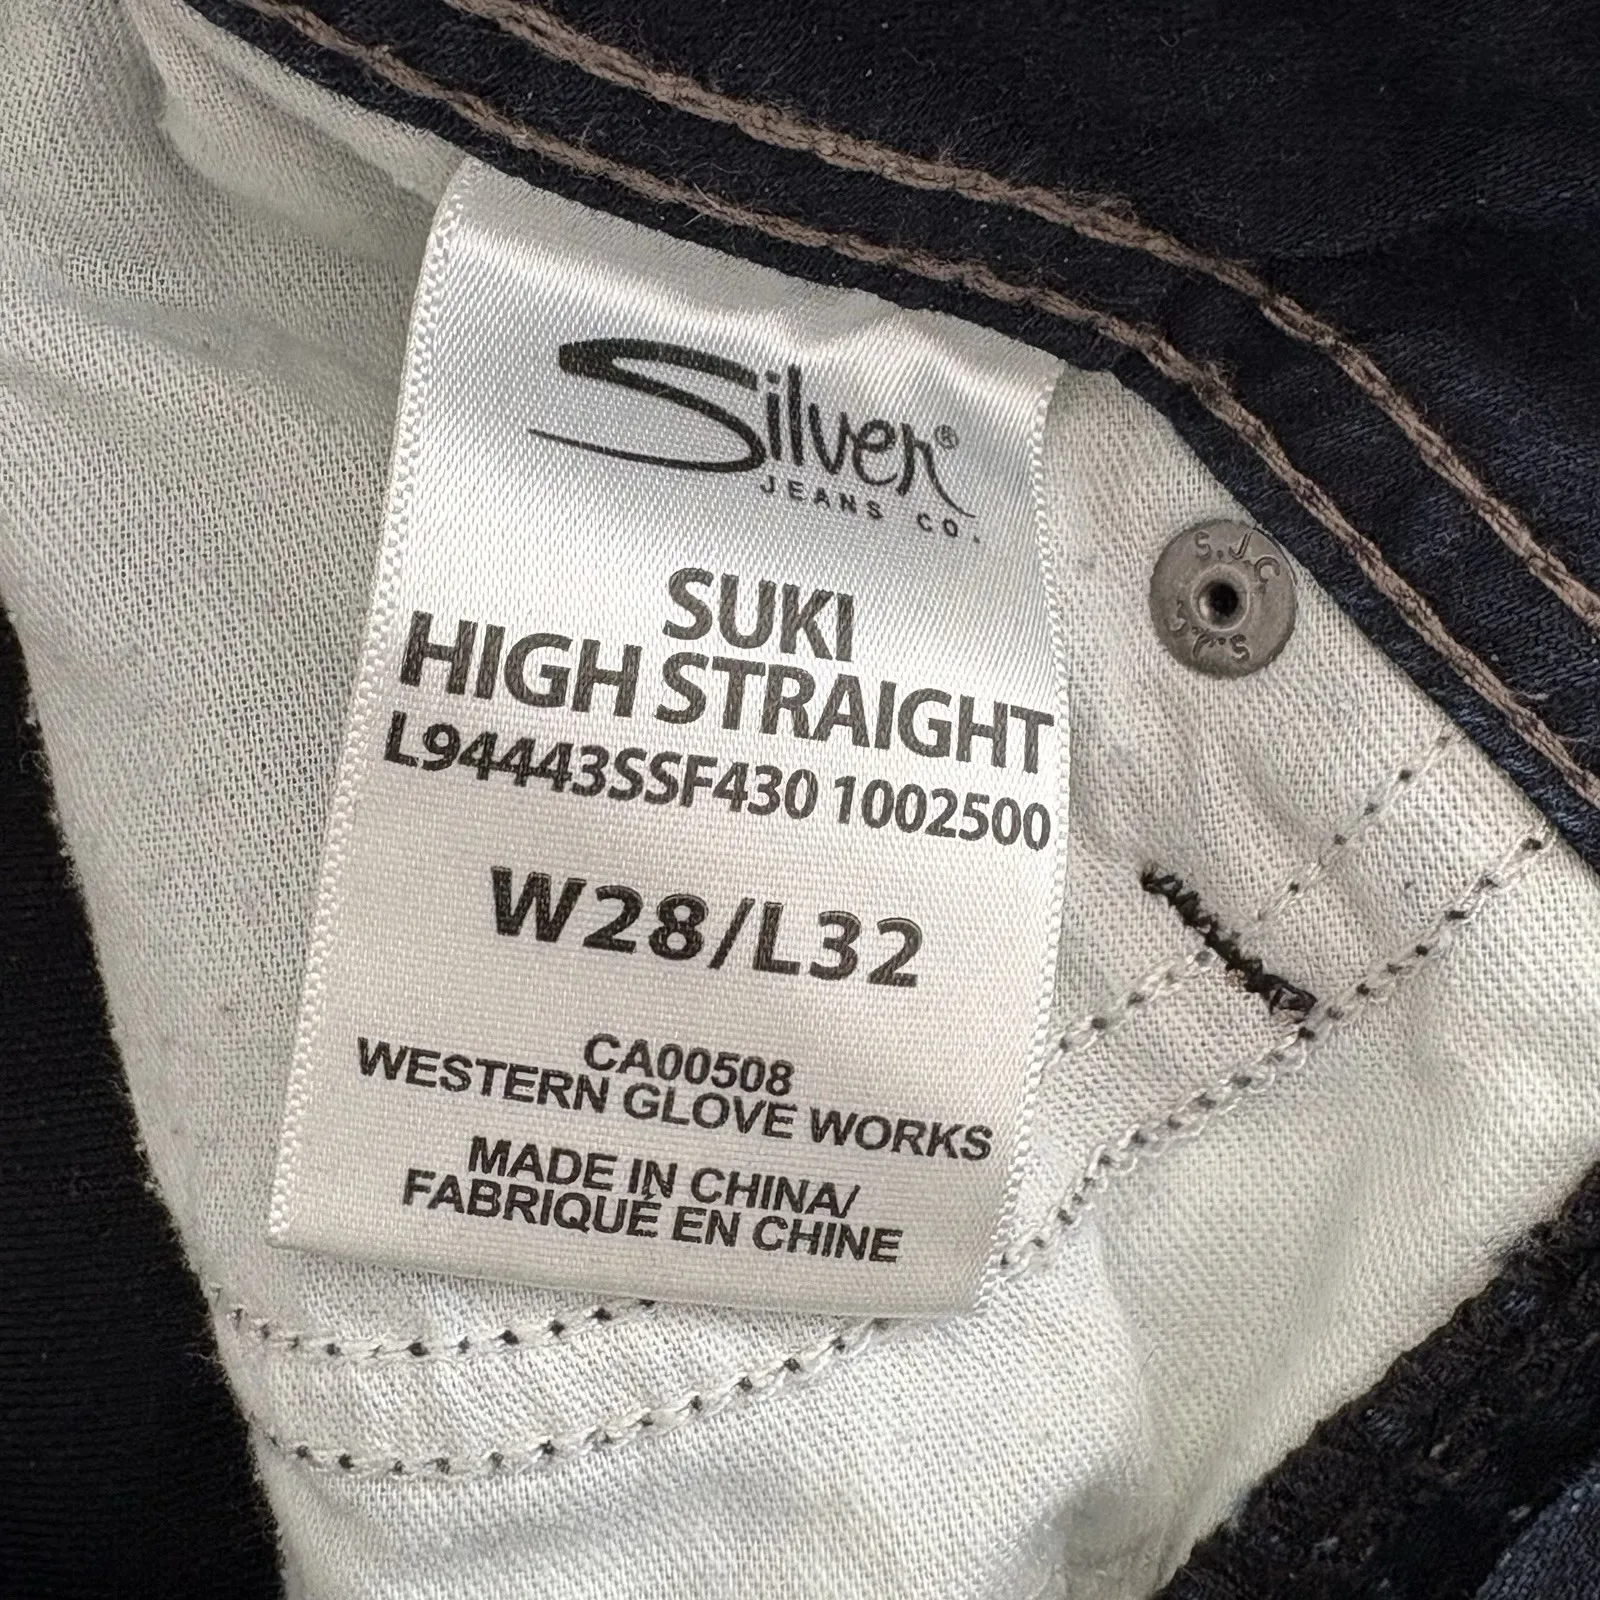 Silver®
JEANS CO.
SUKI
HIGH STRAIGHT
L94443SSF430 1002500
W28/L32
CA00508
WESTERN GLOVE WORKS
MADE IN CHINA/
FABRIQUÉ EN CHINE
S.J.C.